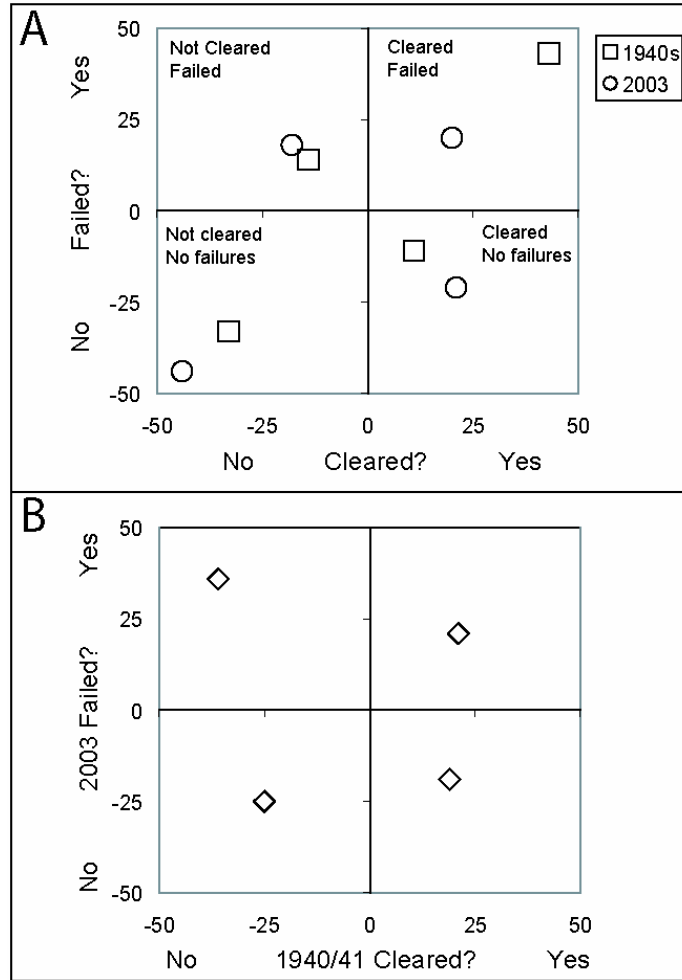 A
50
25
0
-25
-50
Yes
Failed?
No
Not Cleared
Failed
Cleared
Failed
Not cleared
No failures
Cleared
No failures
1940s
2003
-50
-25
0
25
50
No
Cleared?
Yes
B
50
25
0
-25
-50
Yes
2003 Failed?
No
-50
-25
0
25
50
No
1940/41 Cleared?
Yes